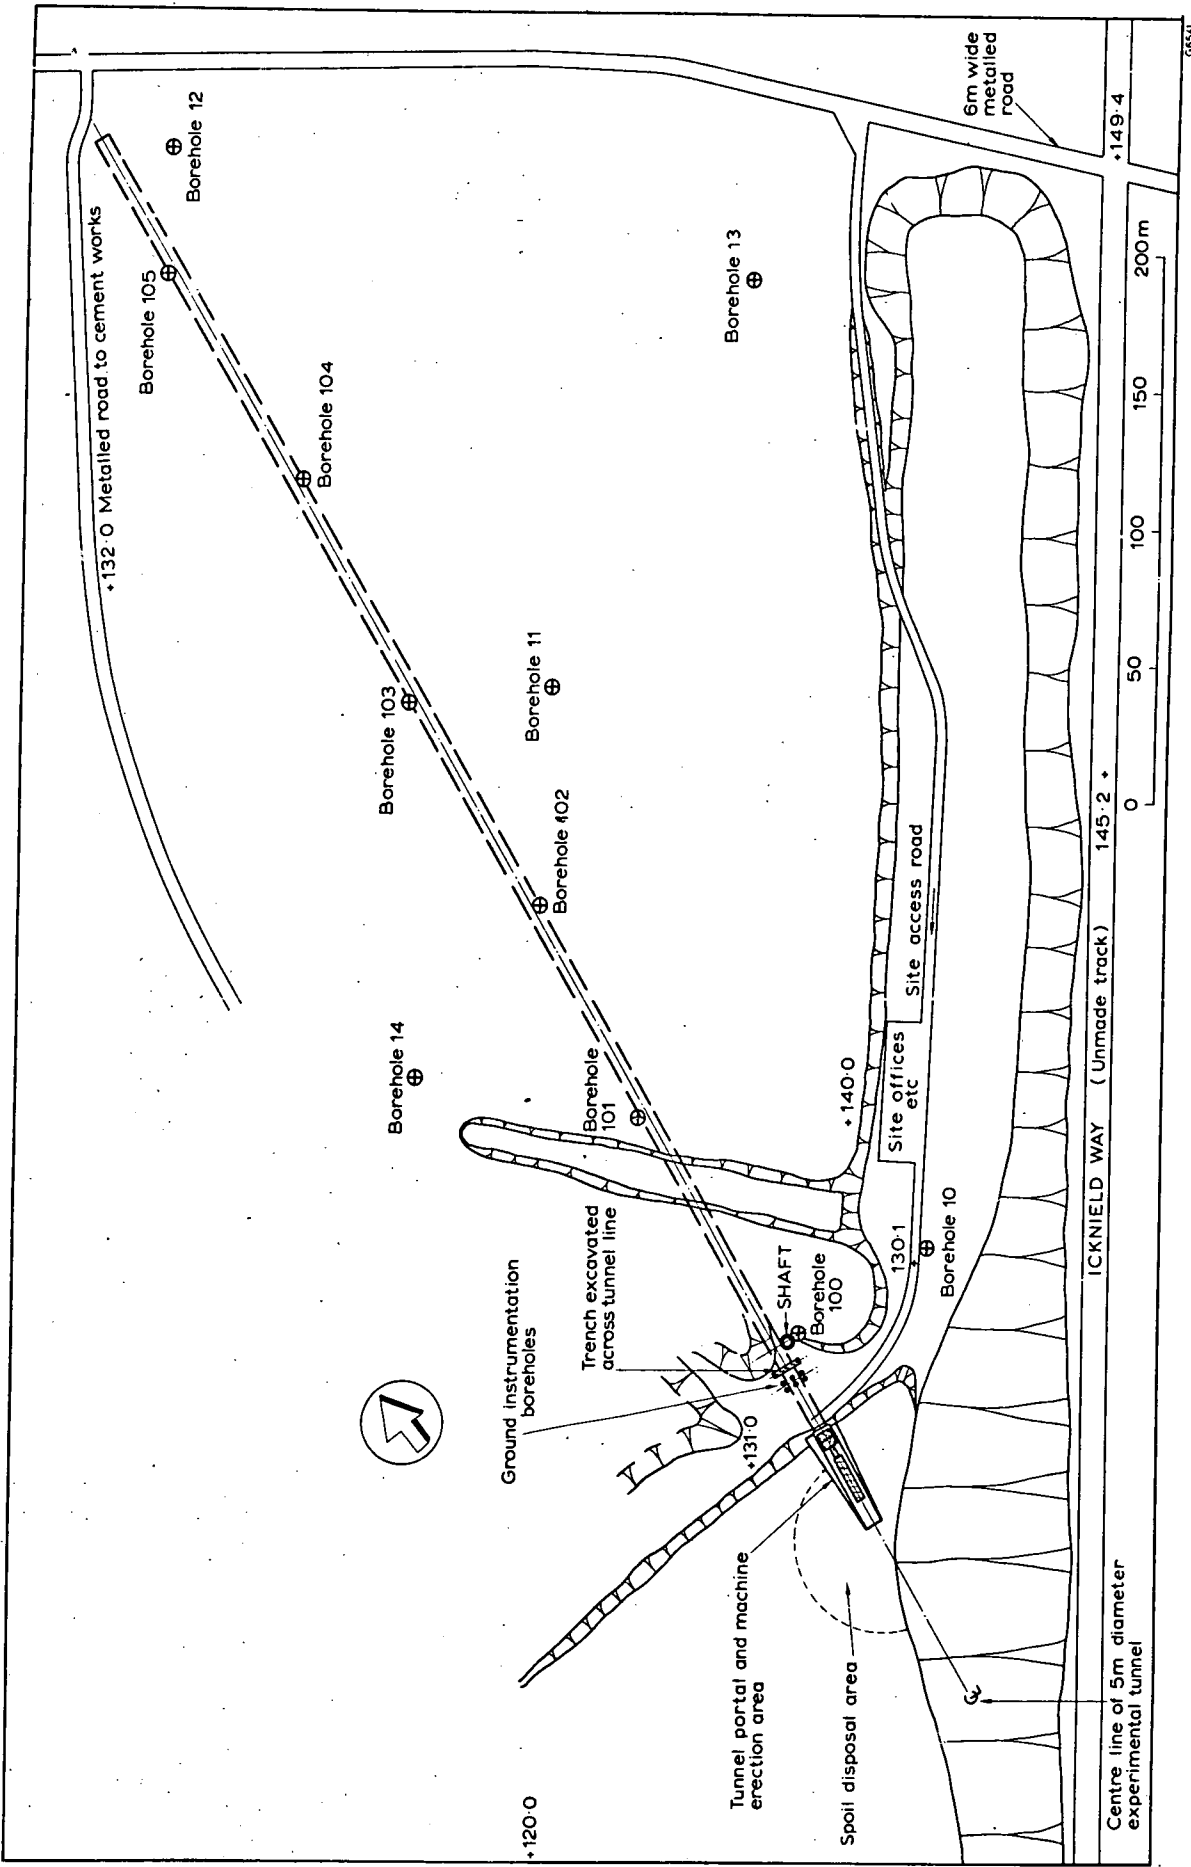 G6541
6m wide
metalled
road
+149·4
Borehole 12
+132·0 Metalled road to cement works
Borehole 105
Borehole 104
Borehole 13
Borehole 103
Borehole 11
Borehole 102
Borehole 14
Borehole
101
Site access road
Site offices
etc
+140·0
130·1
Borehole 10
Trench excavated
across tunnel line
SHAFT
Borehole
100
Ground instrumentation
boreholes
+131·0
Tunnel portal and machine
erection area
Spoil disposal area
+120·0
ICKNIELD WAY (Unmade track)
145·2 +
0
50
100
150
200m
Centre line of 5m diameter
experimental tunnel